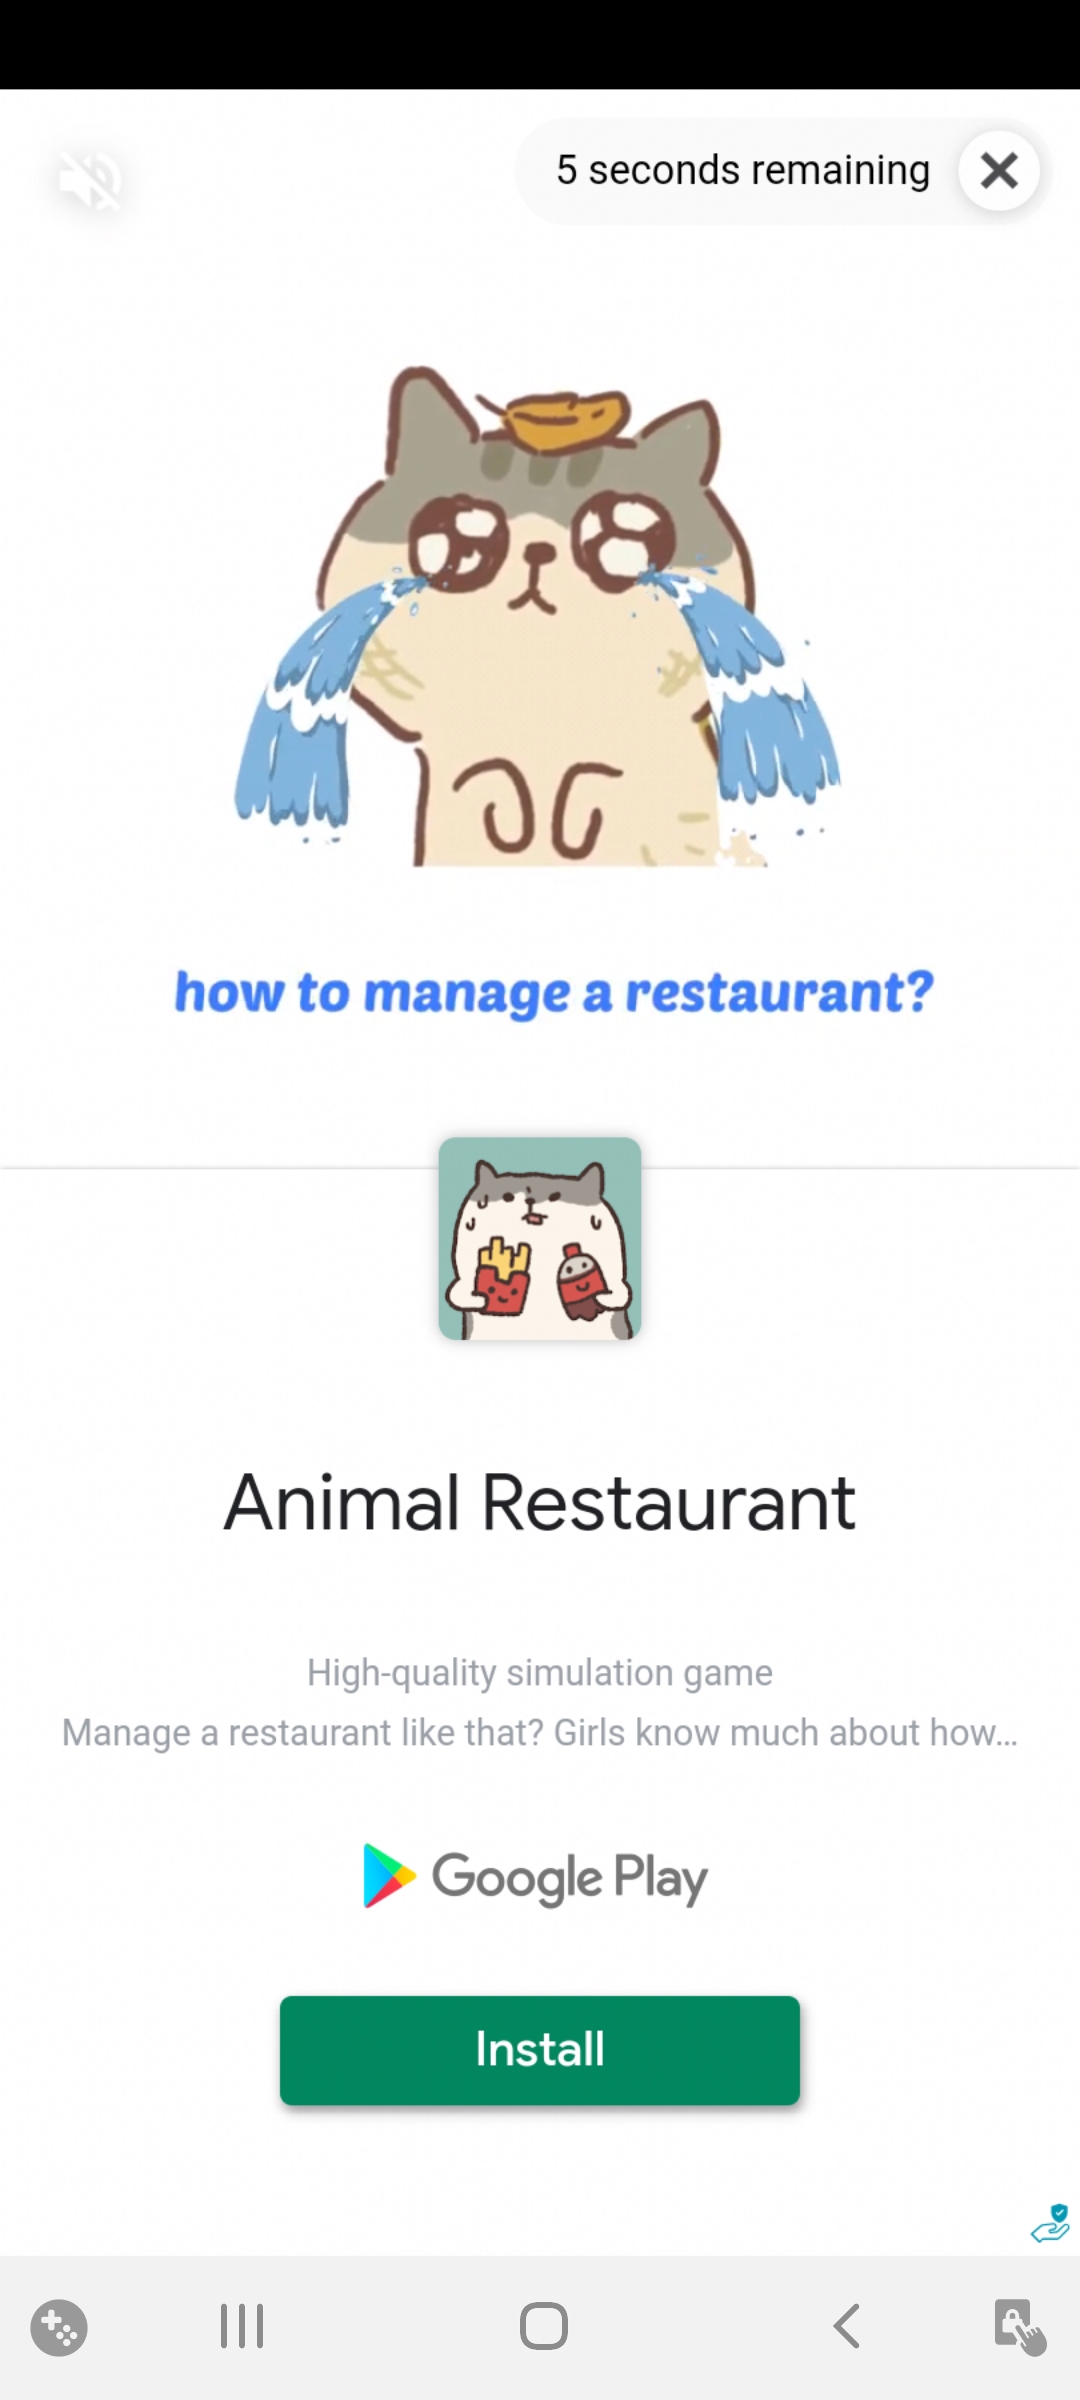 5 seconds remaining
how to manage a restaurant?
Animal Restaurant
High-quality simulation game
Manage a restaurant like that? Girls know much about how...
Google Play
Install